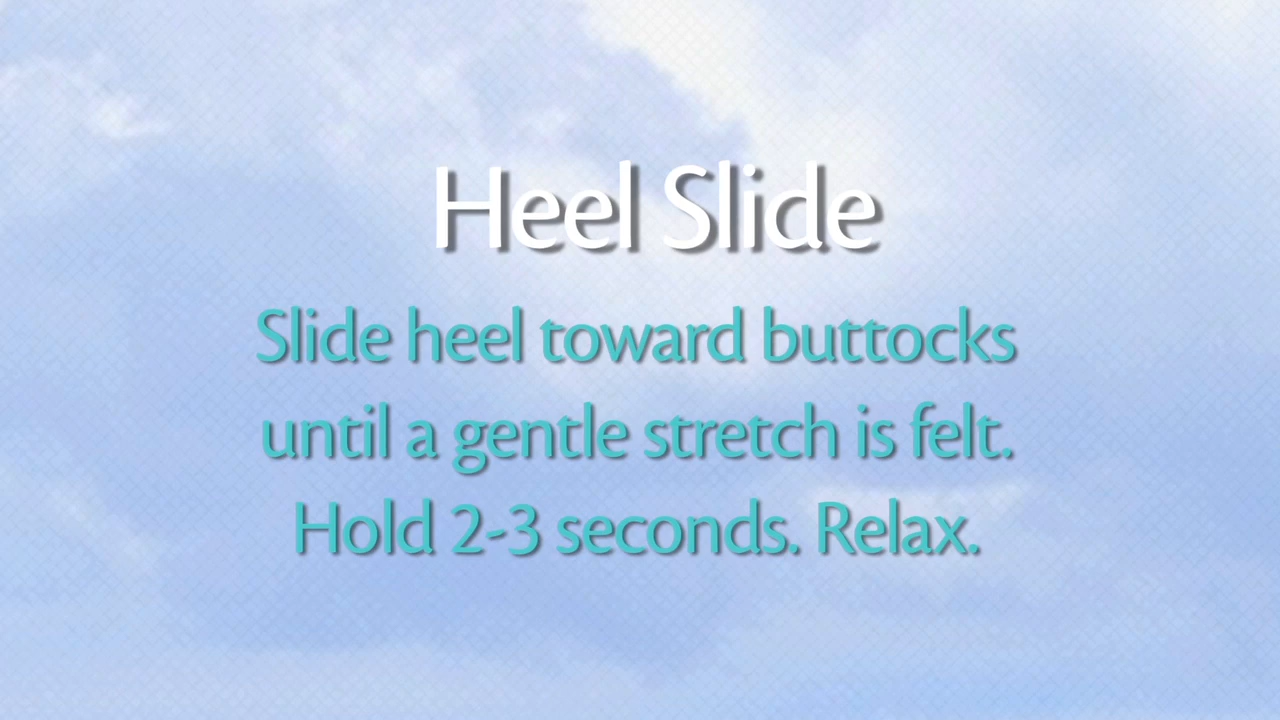 Heel Slide
Slide heel toward buttocks
until a gentle stretch is felt.
Hold 2-3 seconds. Relax.